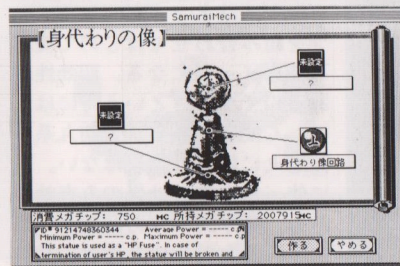 SamuraiMech
【身代わりの像】
未設定
?
未設定
?
身代わり像回路
消費メガチップ: 750 MC 所持メガチップ: 2007915MC
ID# 91214748360344 Average Power = ----- c.p.
Minimum Power = ----- c.p. Maximum Power = ----- c.p
This statue is used as a "HP Fuse". In case of
termination of user's HP, the statue will be broken and
作る
やめる